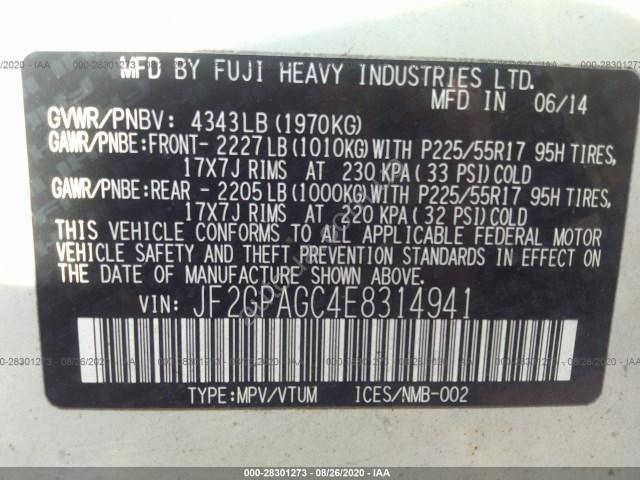 MFD BY FUJI HEAVY INDUSTRIES LTD.
MFD IN 06/14
GVWR/PNBV: 4343LB (1970KG)
GAWR/PNBE:FRONT- 2227LB (1010KG) WITH P225/55R17 95H TIRES,
17X7J RIMS AT 230 KPA (33 PSI) COLD
GAWR/PNBE:REAR - 2205LB (1000KG) WITH P225/55R17 95H TIRES,
17X7J RIMS AT 220 KPA (32 PSI) COLD
THIS VEHICLE CONFORMS TO ALL APPLICABLE FEDERAL MOTOR
VEHICLE SAFETY AND THEFT PREVENTION STANDARDS IN EFFECT
ON THE DATE OF MANUFACTURE SHOWN ABOVE.
VIN: JF2GPAGC4E8314941
TYPE:MPV/VTUM ICES/NMB-002
000-28301273 - 08/26/2020 - IAA